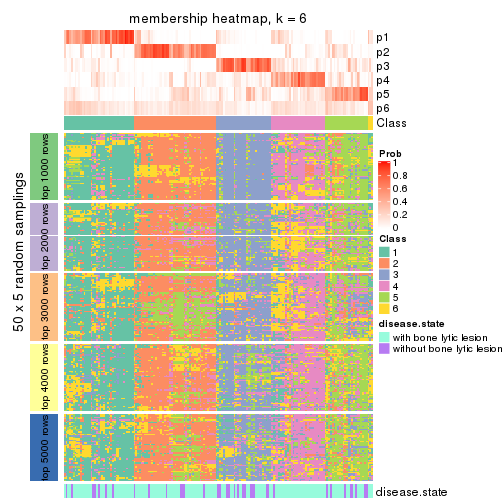 membership heatmap, k = 6
p1
p2
p3
p4
p5
p6
Class
50 x 5 random samplings
top 1000 rows
top 2000 rows
top 3000 rows
top 4000 rows
top 5000 rows
Prob
1
0.8
0.6
0.4
0.2
0
Class
1
2
3
4
5
6
disease.state
with bone lytic lesion
without bone lytic lesion
disease.state